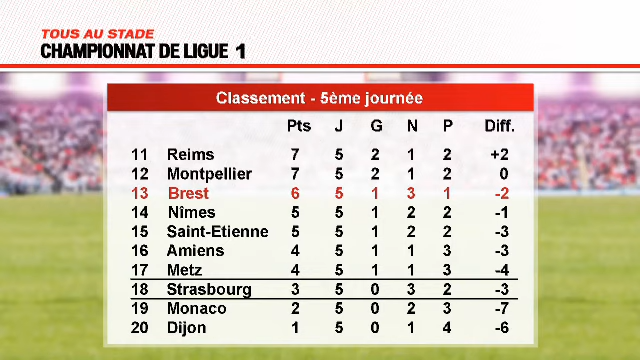 TOUS AU STADE
CHAMPIONNAT DE LIGUE 1
Classement - 5ème journée
Pts J G N P Diff.
11 Reims 7 5 2 1 2 +2
12 Montpellier 7 5 2 1 2 0
13 Brest 6 5 1 3 1 -2
14 Nîmes 5 5 1 2 2 -1
15 Saint-Etienne 5 5 1 2 2 -3
16 Amiens 4 5 1 1 3 -3
17 Metz 4 5 1 1 3 -4
18 Strasbourg 3 5 0 3 2 -3
19 Monaco 2 5 0 2 3 -7
20 Dijon 1 5 0 1 4 -6